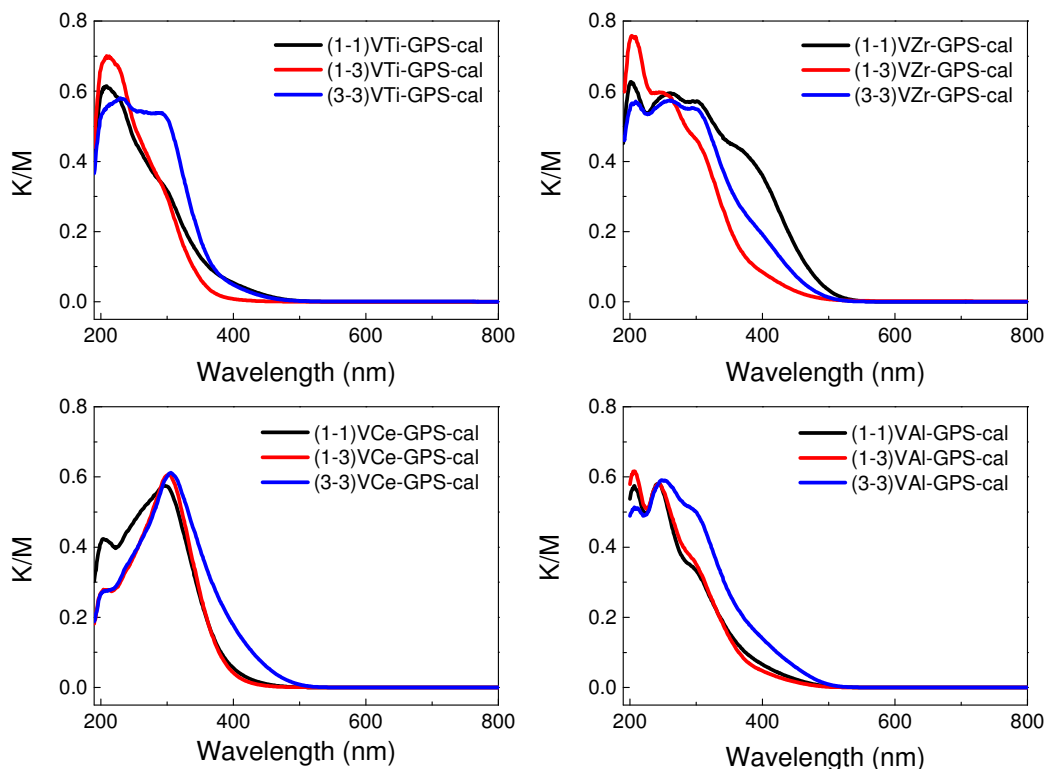 0.8
0.6
0.4
0.2
0.0
K/M
(1-1)VTi-GPS-cal
(1-3)VTi-GPS-cal
(3-3)VTi-GPS-cal
200 400 600 800
Wavelength (nm)
0.8
0.6
0.4
0.2
0.0
K/M
(1-1)VZr-GPS-cal
(1-3)VZr-GPS-cal
(3-3)VZr-GPS-cal
200 400 600 800
Wavelength (nm)
0.8
0.6
0.4
0.2
0.0
K/M
(1-1)VCe-GPS-cal
(1-3)VCe-GPS-cal
(3-3)VCe-GPS-cal
200 400 600 800
Wavelength (nm)
0.8
0.6
0.4
0.2
0.0
K/M
(1-1)VAl-GPS-cal
(1-3)VAl-GPS-cal
(3-3)VAl-GPS-cal
200 400 600 800
Wavelength (nm)